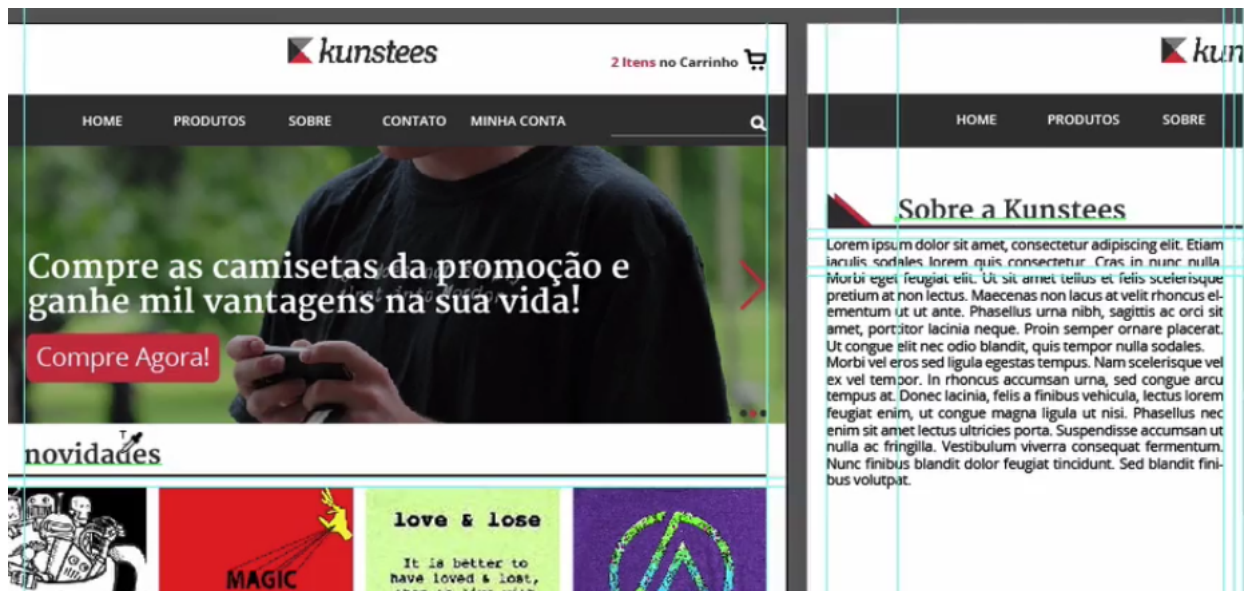 kunstees
2 Itens no Carrinho
HOME PRODUTOS SOBRE CONTATO MINHA CONTA
Compre as camisetas da promoção e
ganhe mil vantagens na sua vida!
Compre Agora!
novidades
MAGIC
love & lose
It is better to
have loved & lost,
kun
HOME PRODUTOS SOBRE
Sobre a Kunstees
Lorem ipsum dolor sit amet, consectetur adipiscing elit. Etiam
iaculis sodales lorem quis consectetur. Cras in nunc nulla.
Morbi eget feugiat elit. Ut sit amet tellus et felis scelerisque
pretium at non lectus. Maecenas non lacus at velit rhoncus el-
ementum ut ut ante. Phasellus urna nibh, sagittis ac orci sit
amet, porttitor lacinia neque. Proin semper ornare placerat.
Ut congue elit nec odio blandit, quis tempor nulla sodales.
Morbi vel eros sed ligula egestas tempus. Nam scelerisque vel
ex vel tempor. In rhoncus accumsan urna, sed congue arcu
tempus at. Donec lacinia, felis a finibus vehicula, lectus lorem
feugiat enim, ut congue magna ligula ut nisi. Phasellus nec
enim sit amet lectus ultricies porta. Suspendisse accumsan ut
nulla ac fringilla. Vestibulum viverra consequat fermentum.
Nunc finibus blandit dolor feugiat tincidunt. Sed blandit fini-
bus volutpat.